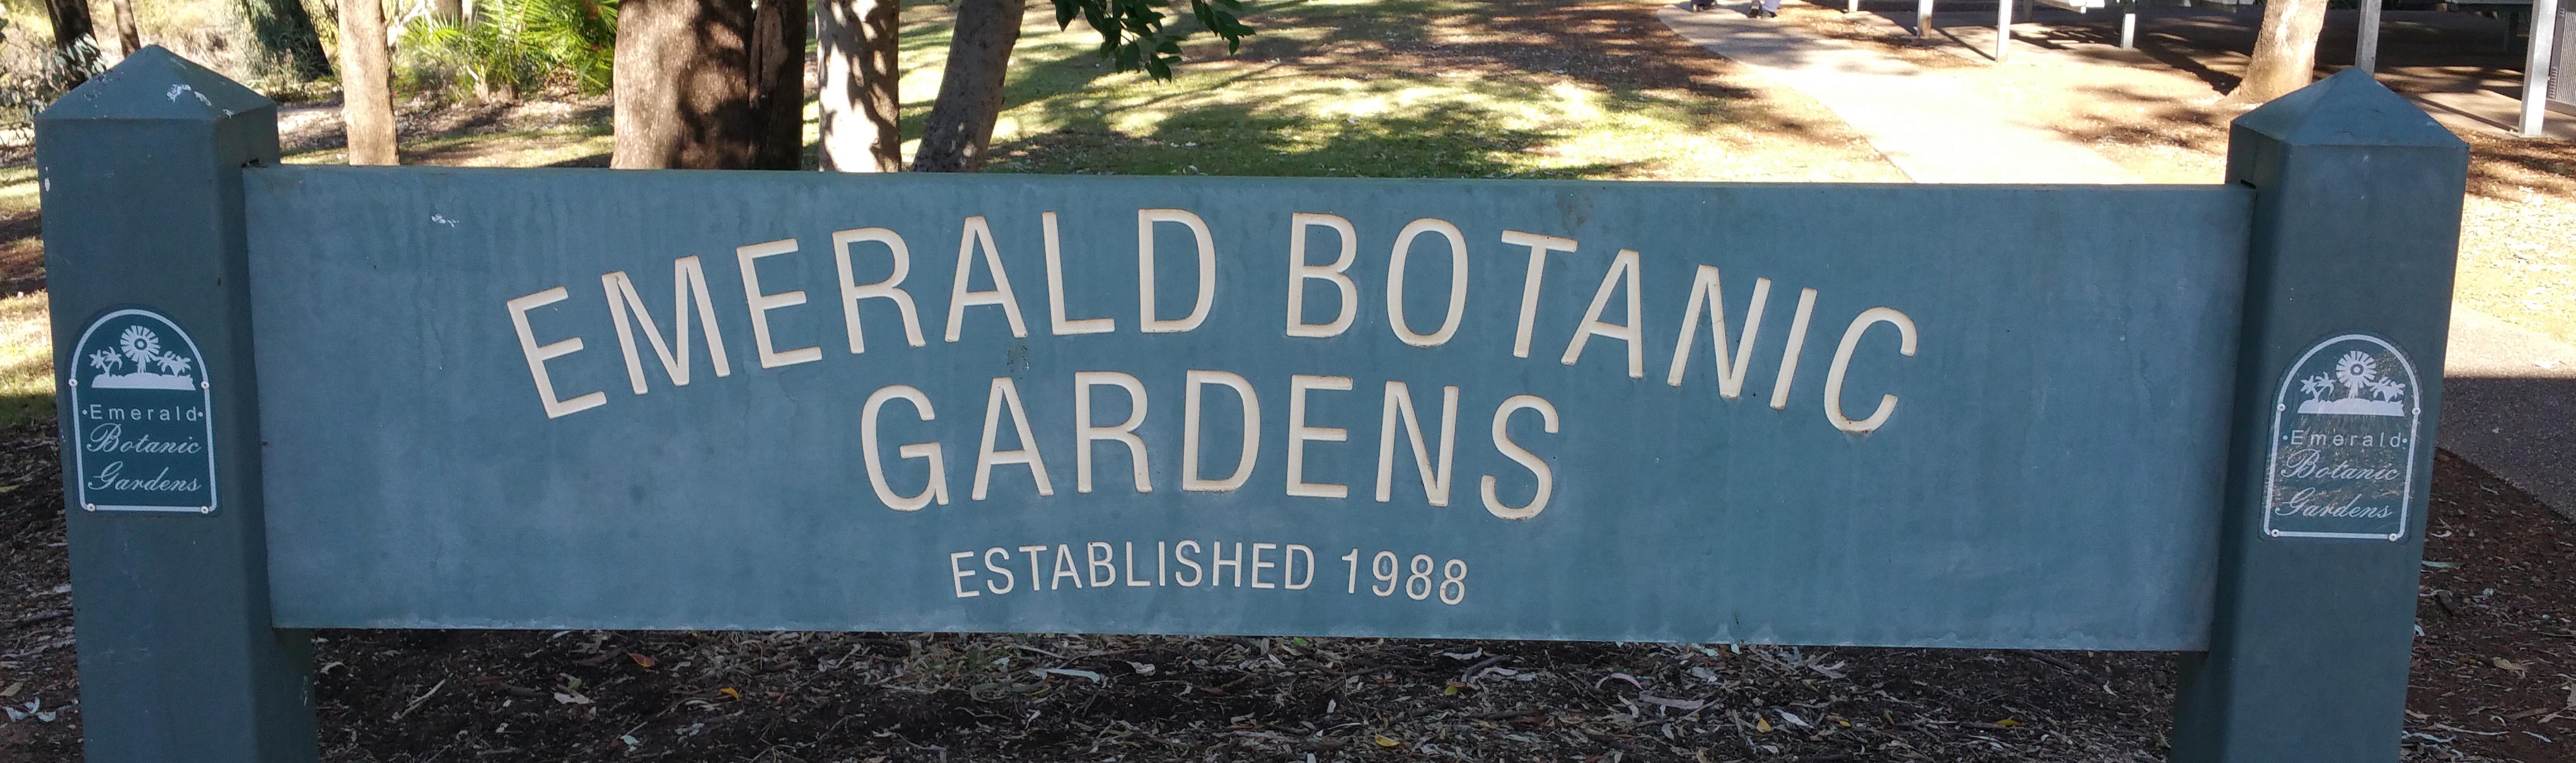 EMERALD BOTANIC
GARDENS
ESTABLISHED 1988
•Emerald•
Botanic
Gardens
•Emerald•
Botanic
Gardens